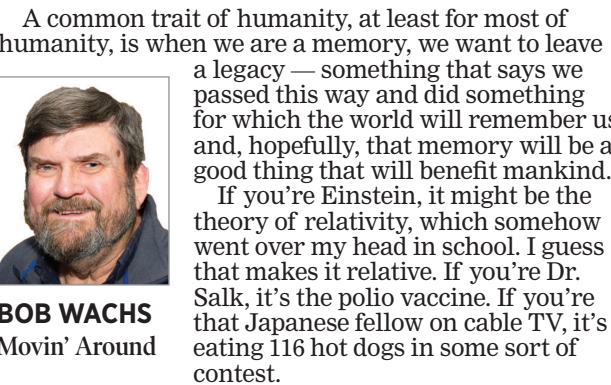 A common trait of humanity, at least for most of
humanity, is when we are a memory, we want to leave
a legacy — something that says we
passed this way and did something
for which the world will remember us
and, hopefully, that memory will be a
good thing that will benefit mankind.
If you’re Einstein, it might be the
theory of relativity, which somehow
went over my head in school. I guess
that makes it relative. If you’re Dr.
Salk, it’s the polio vaccine. If you’re
that Japanese fellow on cable TV, it’s
eating 116 hot dogs in some sort of
contest.
BOB WACHS
Movin’ Around